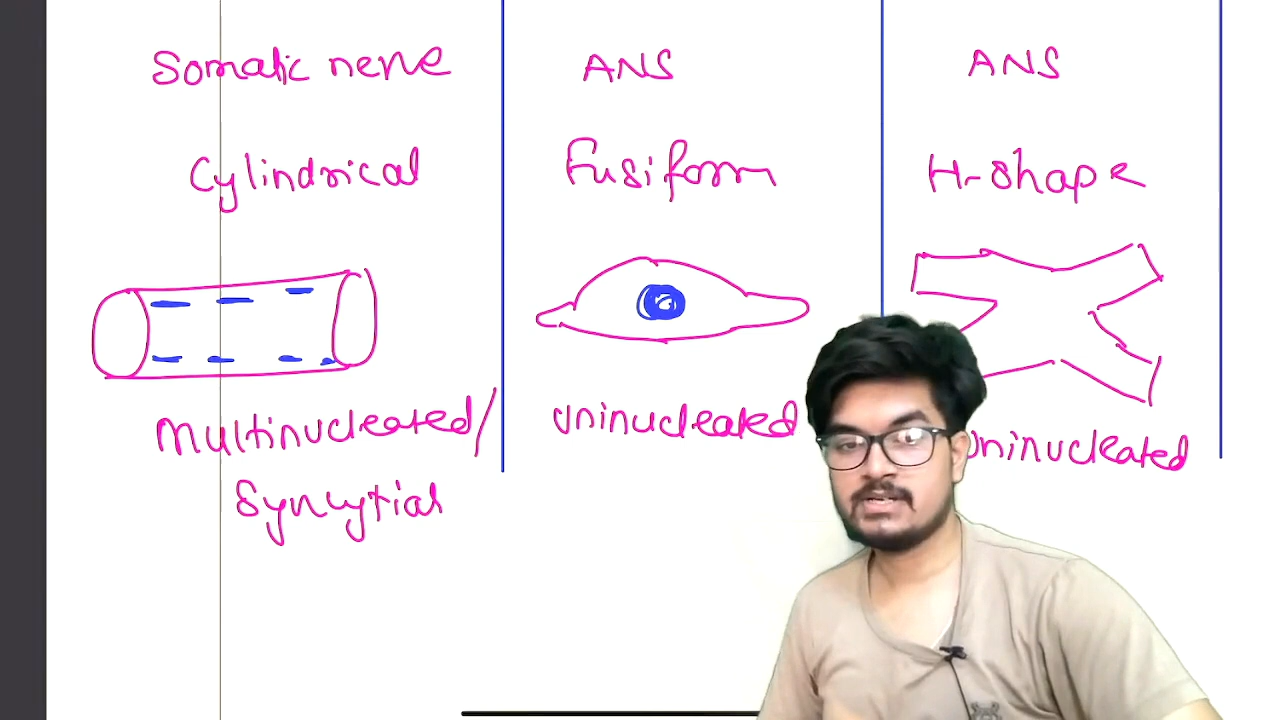 Somatic nerve
ANS
ANS
Cylindrical
Fusiform
H-shape
Multinucleated/
Syncytial
Uninucleated
Uninucleated